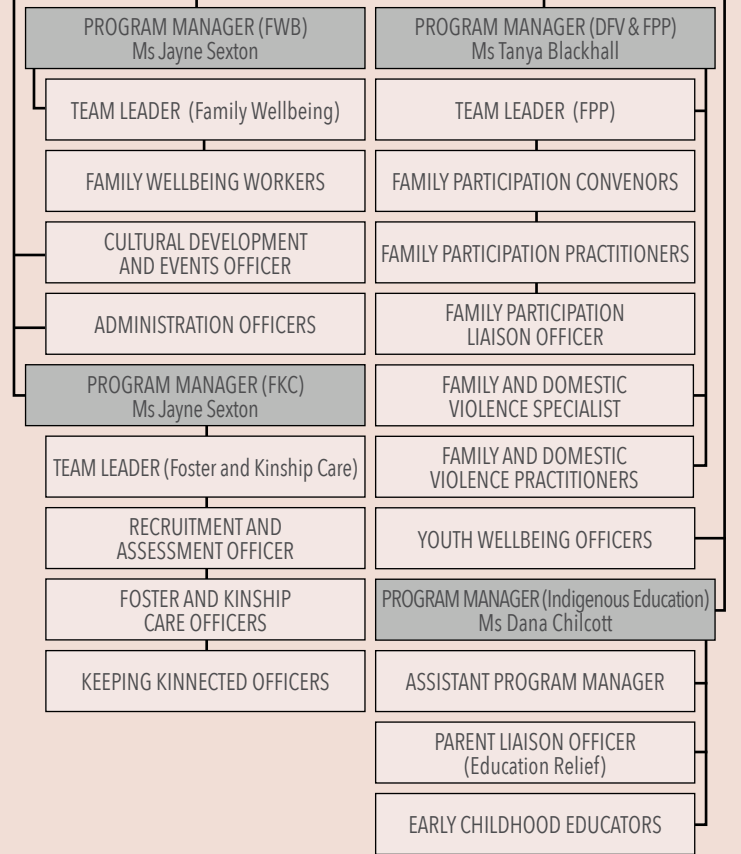 PROGRAM MANAGER (FWB)
Ms Jayne Sexton
TEAM LEADER (Family Wellbeing)
FAMILY WELLBEING WORKERS
CULTURAL DEVELOPMENT
AND EVENTS OFFICER
ADMINISTRATION OFFICERS
PROGRAM MANAGER (FKC)
Ms Jayne Sexton
TEAM LEADER (Foster and Kinship Care)
RECRUITMENT AND
ASSESSMENT OFFICER
FOSTER AND KINSHIP
CARE OFFICERS
KEEPING KINNECTED OFFICERS
PROGRAM MANAGER (DFV & FPP)
Ms Tanya Blackhall
TEAM LEADER (FPP)
FAMILY PARTICIPATION CONVENORS
FAMILY PARTICIPATION PRACTITIONERS
FAMILY PARTICIPATION
LIAISON OFFICER
FAMILY AND DOMESTIC
VIOLENCE SPECIALIST
FAMILY AND DOMESTIC
VIOLENCE PRACTITIONERS
YOUTH WELLBEING OFFICERS
PROGRAM MANAGER (Indigenous Education)
Ms Dana Chilcott
ASSISTANT PROGRAM MANAGER
PARENT LIAISON OFFICER
(Education Relief)
EARLY CHILDHOOD EDUCATORS